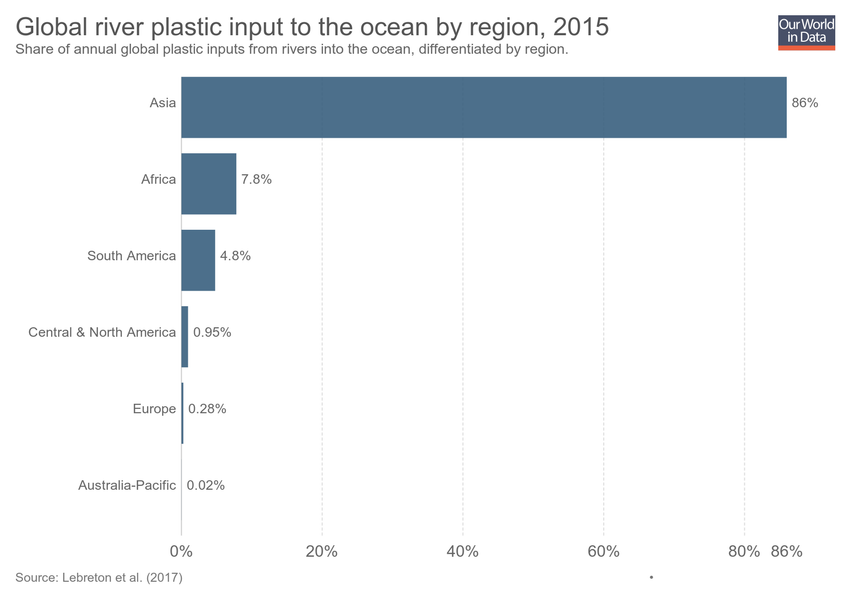 Global river plastic input to the ocean by region, 2015
Share of annual global plastic inputs from rivers into the ocean, differentiated by region.
Our World
in Data
Asia
86%
Africa
7.8%
South America
4.8%
Central & North America
0.95%
Europe
0.28%
Australia-Pacific
0.02%
0%
20%
40%
60%
80%
86%
Source: Lebreton et al. (2017)